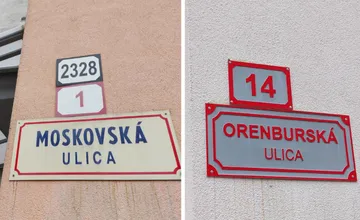 2328
1
MOSKOVSKÁ
ULICA
14
ORENBURSKÁ
ULICA